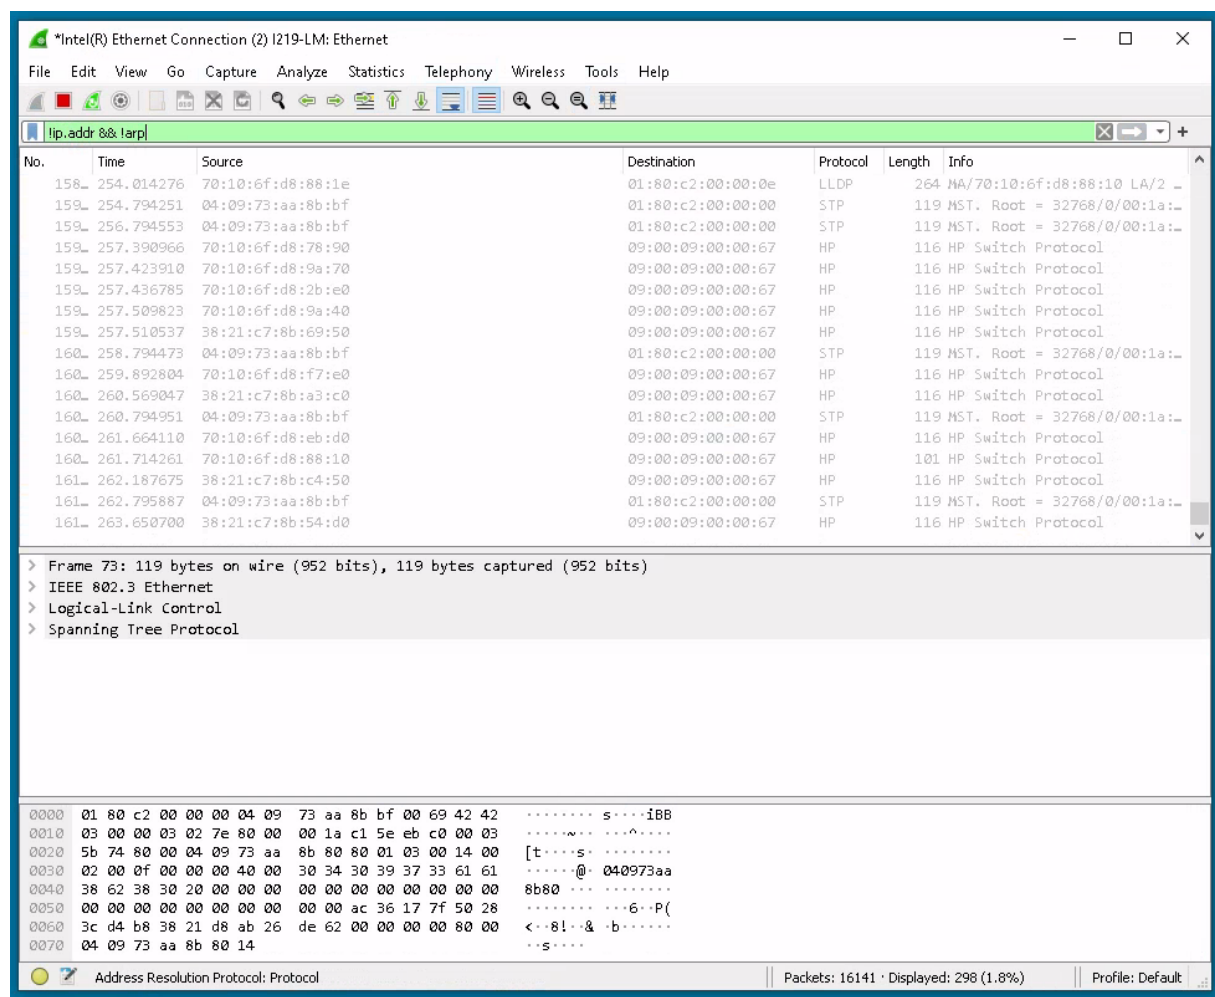 *Intel(R) Ethernet Connection (2) I219-LM: Ethernet
File Edit View Go Capture Analyze Statistics Telephony Wireless Tools Help
!ip.addr && !arp
No. Time Source Destination Protocol Length Info
158… 254.014276 70:10:6f:d8:88:1e 01:80:c2:00:00:0e LLDP 264 MA/70:10:6f:d8:88:10 LA/2 …
159… 254.794251 04:09:73:aa:8b:bf 01:80:c2:00:00:00 STP 119 MST. Root = 32768/0/00:1a:…
159… 256.794553 04:09:73:aa:8b:bf 01:80:c2:00:00:00 STP 119 MST. Root = 32768/0/00:1a:…
159… 257.390966 70:10:6f:d8:78:90 09:00:09:00:00:67 HP 116 HP Switch Protocol
159… 257.423910 70:10:6f:d8:9a:70 09:00:09:00:00:67 HP 116 HP Switch Protocol
159… 257.436785 70:10:6f:d8:2b:e0 09:00:09:00:00:67 HP 116 HP Switch Protocol
159… 257.509823 70:10:6f:d8:9a:40 09:00:09:00:00:67 HP 116 HP Switch Protocol
159… 257.510537 38:21:c7:8b:69:50 09:00:09:00:00:67 HP 116 HP Switch Protocol
160… 258.794473 04:09:73:aa:8b:bf 01:80:c2:00:00:00 STP 119 MST. Root = 32768/0/00:1a:…
160… 259.892804 70:10:6f:d8:f7:e0 09:00:09:00:00:67 HP 116 HP Switch Protocol
160… 260.569047 38:21:c7:8b:a3:c0 09:00:09:00:00:67 HP 116 HP Switch Protocol
160… 260.794951 04:09:73:aa:8b:bf 01:80:c2:00:00:00 STP 119 MST. Root = 32768/0/00:1a:…
160… 261.664110 70:10:6f:d8:eb:d0 09:00:09:00:00:67 HP 116 HP Switch Protocol
160… 261.714261 70:10:6f:d8:88:10 09:00:09:00:00:67 HP 101 HP Switch Protocol
161… 262.187675 38:21:c7:8b:c4:50 09:00:09:00:00:67 HP 116 HP Switch Protocol
161… 262.795887 04:09:73:aa:8b:bf 01:80:c2:00:00:00 STP 119 MST. Root = 32768/0/00:1a:…
161… 263.650700 38:21:c7:8b:54:d0 09:00:09:00:00:67 HP 116 HP Switch Protocol
> Frame 73: 119 bytes on wire (952 bits), 119 bytes captured (952 bits)
> IEEE 802.3 Ethernet
> Logical-Link Control
> Spanning Tree Protocol
0000 01 80 c2 00 00 00 04 09 73 aa 8b bf 00 69 42 42 ········ s····iBB
0010 03 00 00 03 02 7e 80 00 00 1a c1 5e eb c0 00 03 ·····~·· ···^····
0020 5b 74 80 00 04 09 73 aa 8b 80 80 01 03 00 14 00 [t····s· ········
0030 02 00 0f 00 00 00 40 00 30 34 30 39 37 33 61 61 ······@· 040973aa
0040 38 62 38 30 20 00 00 00 00 00 00 00 00 00 00 00 8b80 ··· ········
0050 00 00 00 00 00 00 00 00 00 00 ac 36 17 7f 50 28 ········ ···6··P(
0060 3c d4 b8 38 21 d8 ab 26 de 62 00 00 00 00 80 00 <··8!··& ·b······
0070 04 09 73 aa 8b 80 14 ··s····
Address Resolution Protocol: Protocol Packets: 16141 · Displayed: 298 (1.8%) Profile: Default